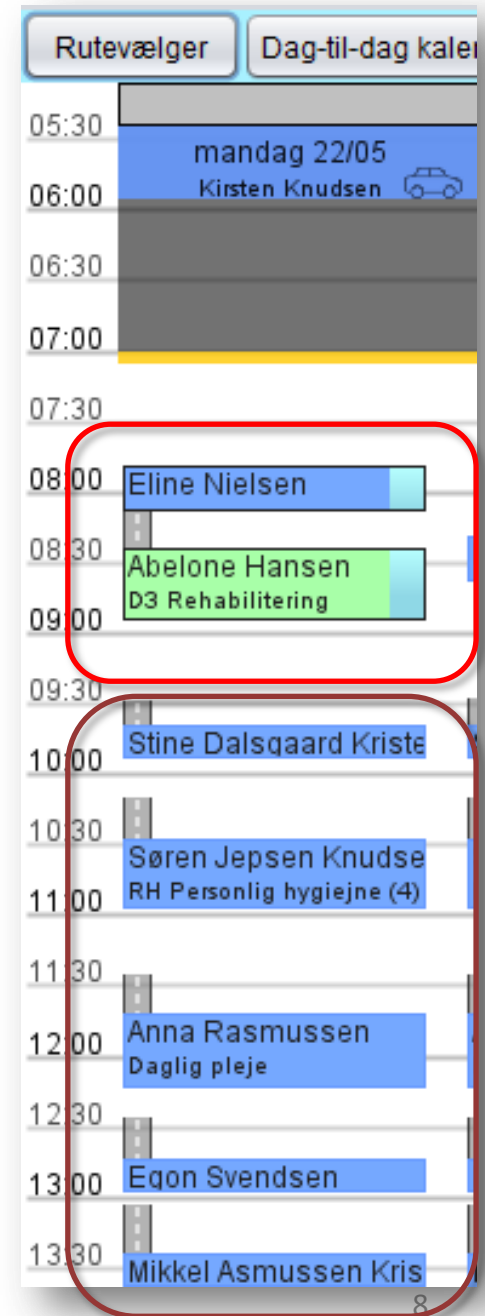 Rutevælger
Dag-til-dag kaler
05:30
mandag 22/05
Kirsten Knudsen
06:00
06:30
07:00
07:30
08:00
Eline Nielsen
08:30
Abelone Hansen
D3 Rehabilitering
09:00
09:30
Stine Dalsgaard Kriste
10:00
10:30
Søren Jepsen Knudse
RH Personlig hygiejne (4)
11:00
11:30
Anna Rasmussen
12:00
Daglig pleje
12:30
Egon Svendsen
13:00
13:30
Mikkel Asmussen Kris
8